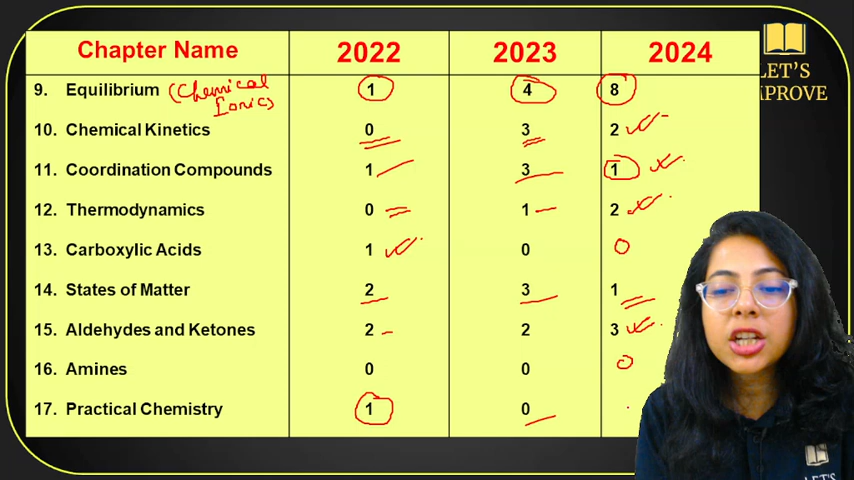 Chapter Name 2022 2023 2024
LET'S
MPROVE
9. Equilibrium (Chemical 1 4 8
Ionic)
10. Chemical Kinetics 0 3 2
11. Coordination Compounds 1 3 1
12. Thermodynamics 0 1 2
13. Carboxylic Acids 1 0 0
14. States of Matter 2 3 1
15. Aldehydes and Ketones 2 2 3
16. Amines 0 0 0
17. Practical Chemistry 1 0
LET'S